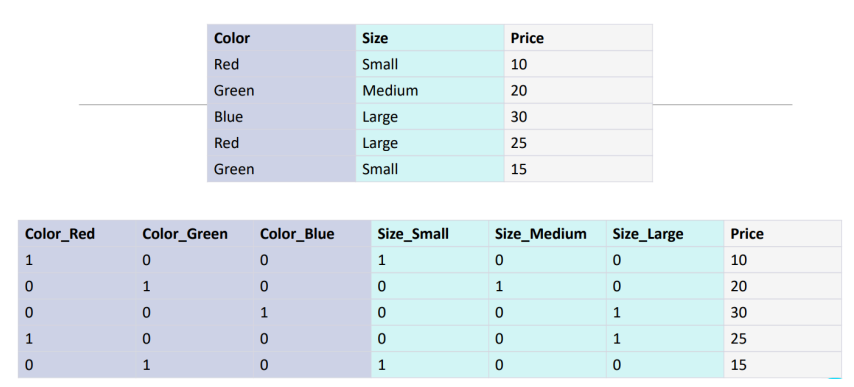 Color Size Price
Red Small 10
Green Medium 20
Blue Large 30
Red Large 25
Green Small 15
Color_Red Color_Green Color_Blue Size_Small Size_Medium Size_Large Price
1 0 0 1 0 0 10
0 1 0 0 1 0 20
0 0 1 0 0 1 30
1 0 0 0 0 1 25
0 1 0 1 0 0 15